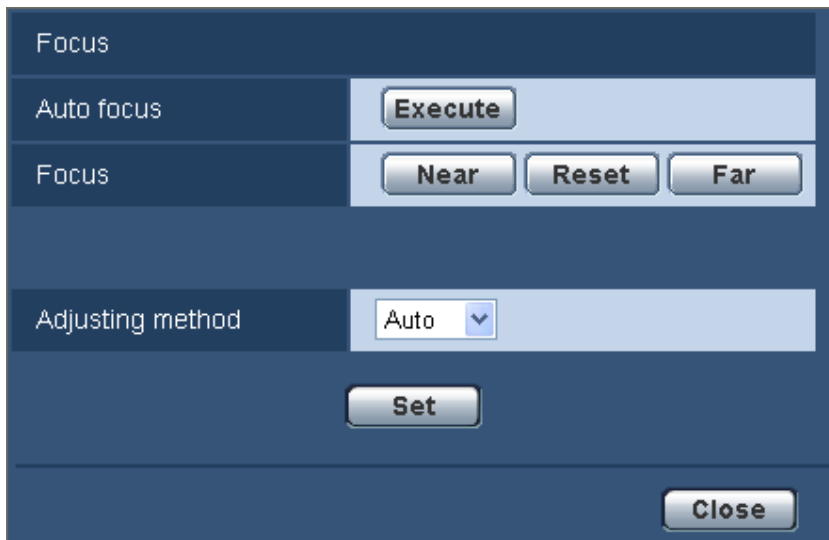 Focus
Auto focus Execute
Focus Near Reset Far
Adjusting method Auto
Set
Close